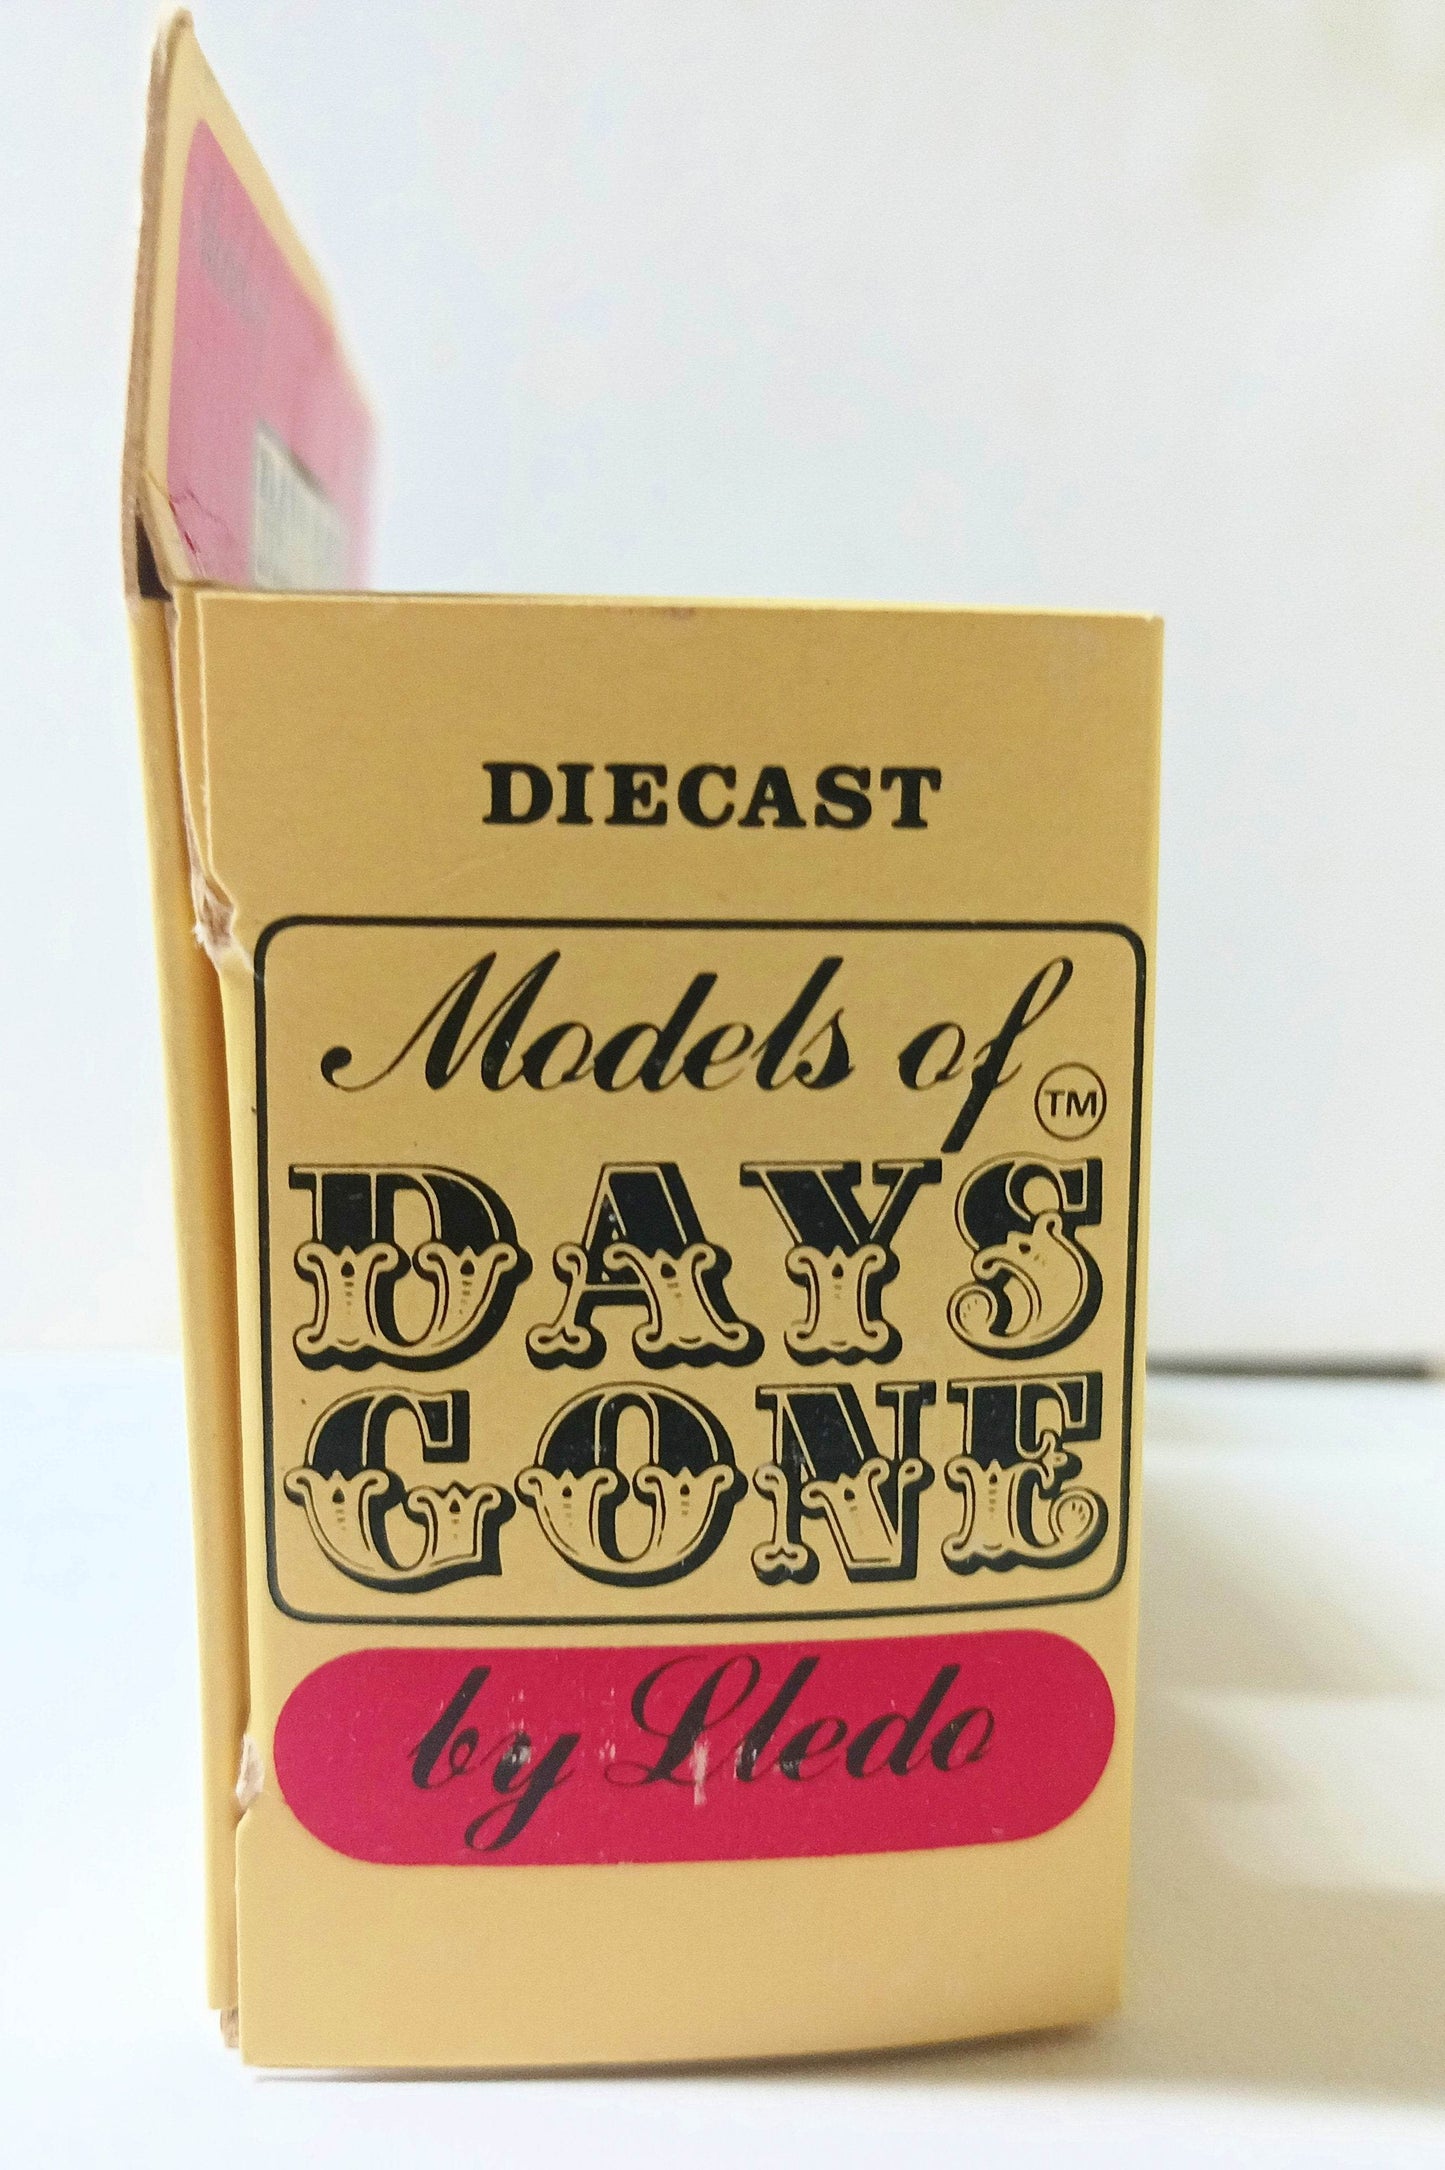 DIECAST
Models of
TM
DAYS
GONE
by Lledo